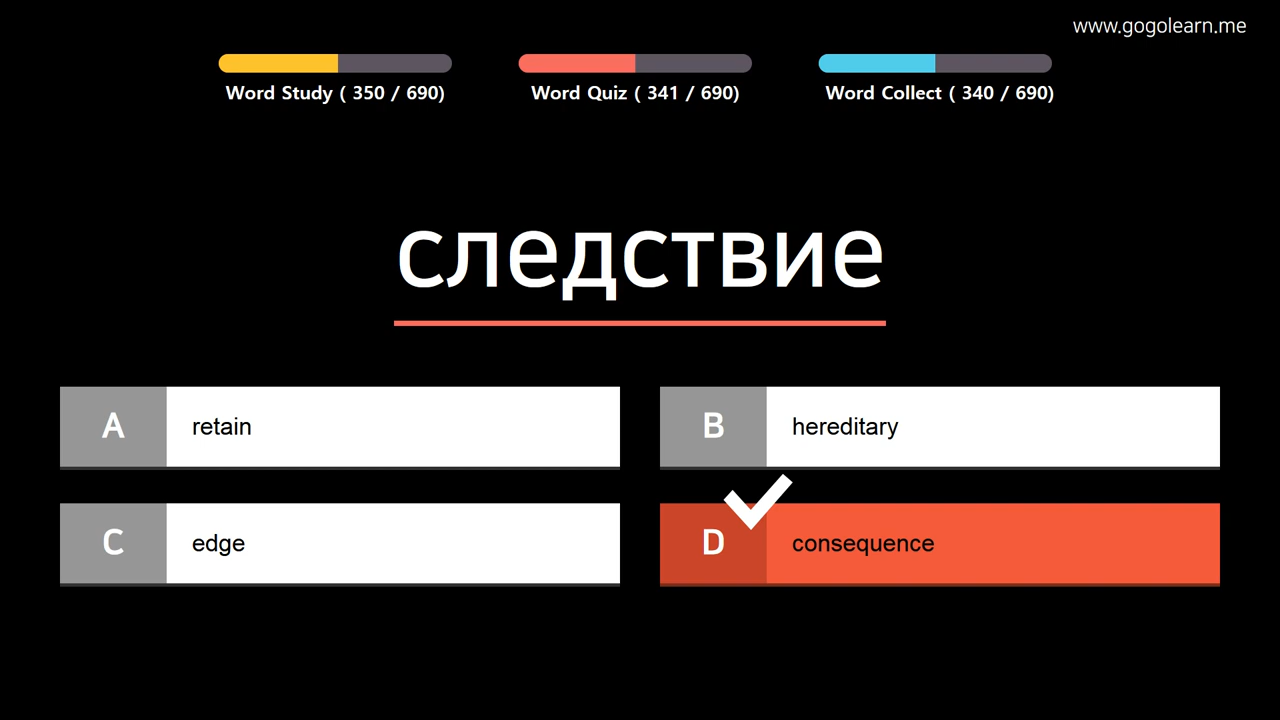 www.gogolearn.me
Word Study ( 350 / 690)
Word Quiz ( 341 / 690)
Word Collect ( 340 / 690)
следствие
A retain
B hereditary
C edge
D consequence